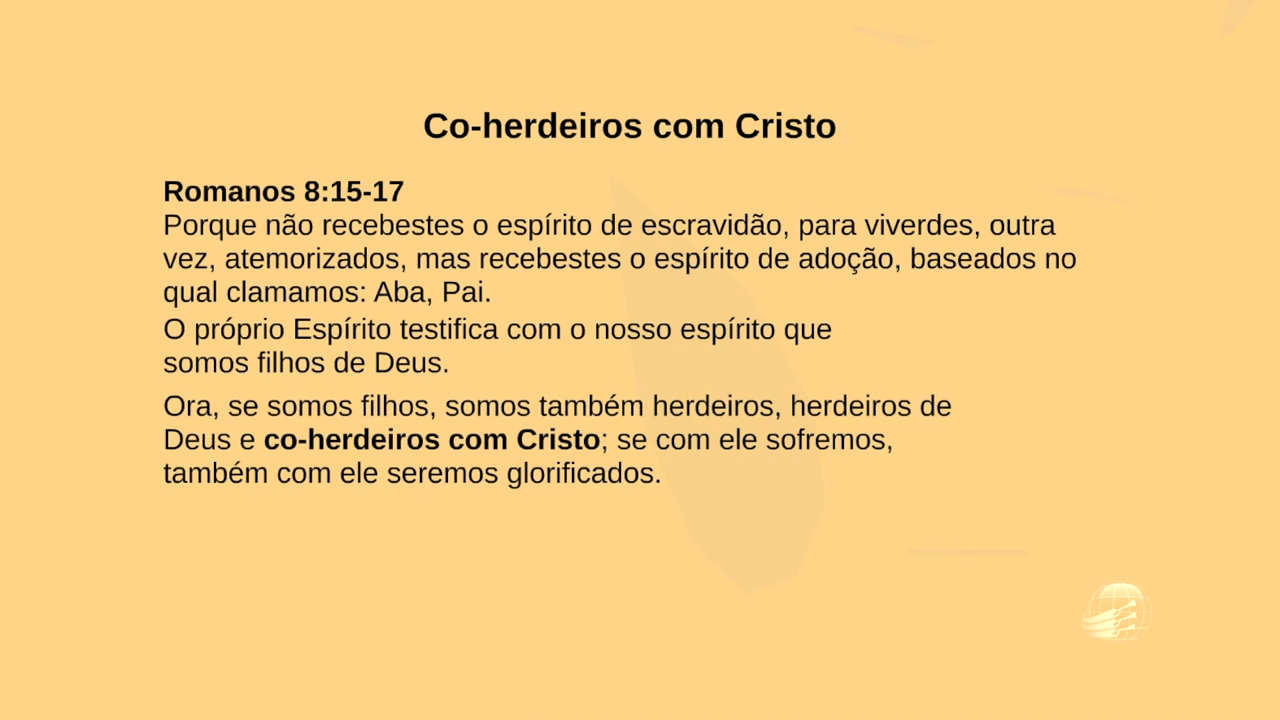 Co-herdeiros com Cristo
Romanos 8:15-17
Porque não recebestes o espírito de escravidão, para viverdes, outra
vez, atemorizados, mas recebestes o espírito de adoção, baseados no
qual clamamos: Aba, Pai.
O próprio Espírito testifica com o nosso espírito que
somos filhos de Deus.
Ora, se somos filhos, somos também herdeiros, herdeiros de
Deus e co-herdeiros com Cristo; se com ele sofremos,
também com ele seremos glorificados.